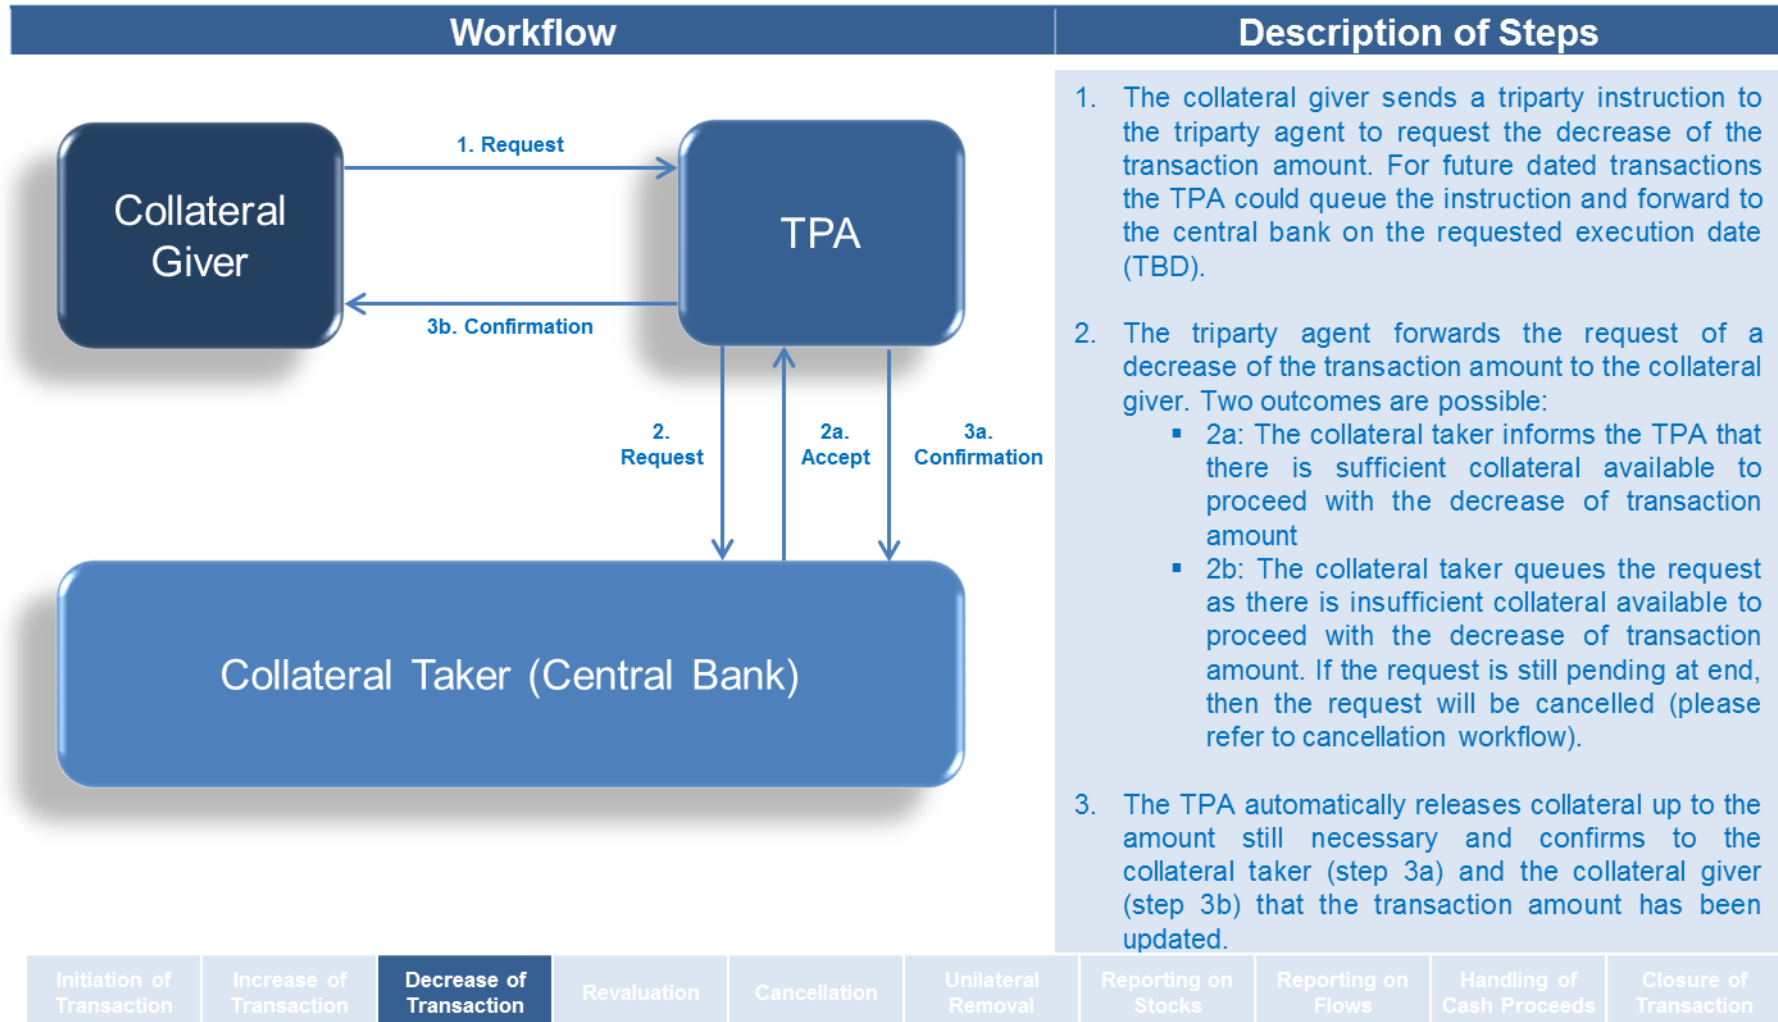 Workflow
Description of Steps
Collateral
Giver
1. Request
TPA
3b. Confirmation
2.
Request
2a.
Accept
3a.
Confirmation
Collateral Taker (Central Bank)
1. The collateral giver sends a triparty instruction to
the triparty agent to request the decrease of the
transaction amount. For future dated transactions
the TPA could queue the instruction and forward to
the central bank on the requested execution date
(TBD).
2. The triparty agent forwards the request of a
decrease of the transaction amount to the collateral
giver. Two outcomes are possible:
▪ 2a: The collateral taker informs the TPA that
there is sufficient collateral available to
proceed with the decrease of transaction
amount
▪ 2b: The collateral taker queues the request
as there is insufficient collateral available to
proceed with the decrease of transaction
amount. If the request is still pending at end,
then the request will be cancelled (please
refer to cancellation workflow).
3. The TPA automatically releases collateral up to the
amount still necessary and confirms to the
collateral taker (step 3a) and the collateral giver
(step 3b) that the transaction amount has been
updated.
Initiation of
Transaction
Increase of
Transaction
Decrease of
Transaction
Revaluation
Cancellation
Unilateral
Removal
Reporting on
Stocks
Reporting on
Flows
Handling of
Cash Proceeds
Closure of
Transaction